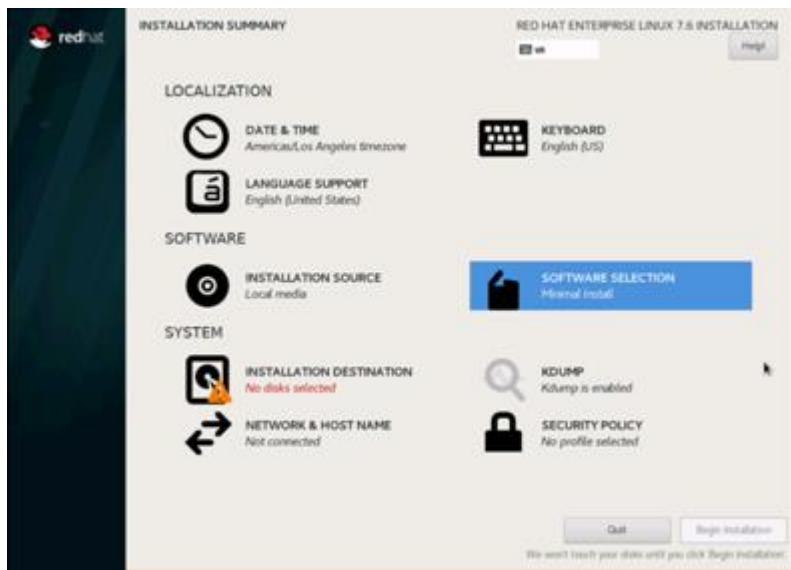 redhat
INSTALLATION SUMMARY
RED HAT ENTERPRISE LINUX 7.6 INSTALLATION
us
Help!
LOCALIZATION
DATE & TIME
Americas/Los Angeles timezone
KEYBOARD
English (US)
LANGUAGE SUPPORT
English (United States)
SOFTWARE
INSTALLATION SOURCE
Local media
SOFTWARE SELECTION
Minimal Install
SYSTEM
INSTALLATION DESTINATION
No disks selected
KDUMP
Kdump is enabled
NETWORK & HOST NAME
Not connected
SECURITY POLICY
No profile selected
Quit
Begin Installation
We won't touch your disks until you click 'Begin Installation'.